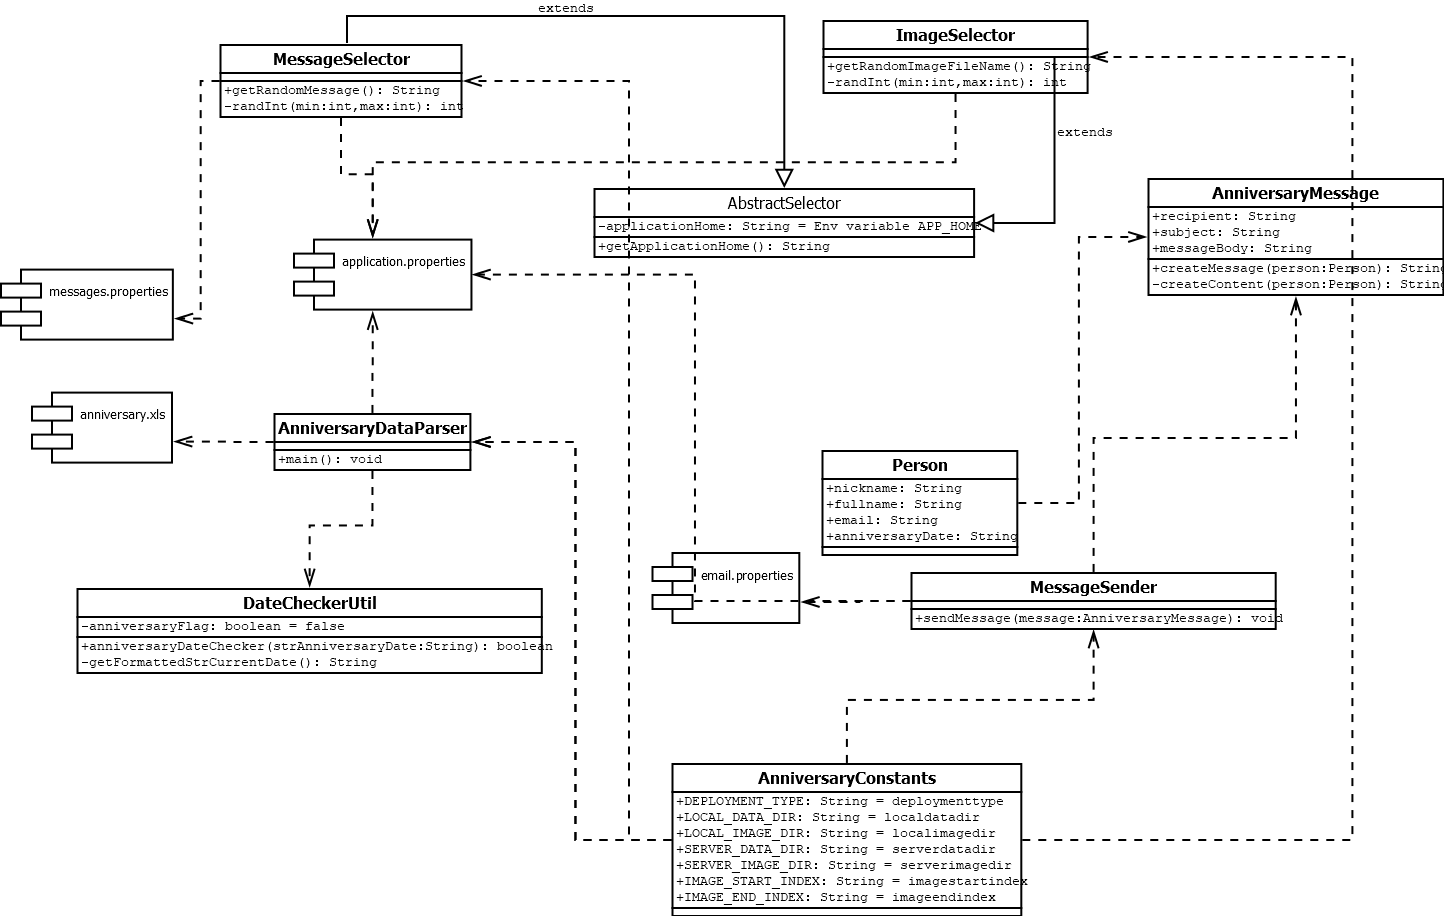 extends
MessageSelector
+getRandomMessage(): String
-randInt(min:int,max:int): int
ImageSelector
+getRandomImageFileName(): String
-randInt(min:int,max:int): int
extends
AbstractSelector
-applicationHome: String = Env variable APP_HOME
+getApplicationHome(): String
AnniversaryMessage
+recipient: String
+subject: String
+messageBody: String
+createMessage(person:Person): String
-createContent(person:Person): String
application.properties
messages.properties
anniversary.xls
AnniversaryDataParser
+main(): void
Person
+nickname: String
+fullname: String
+email: String
+anniversaryDate: String
email.properties
MessageSender
+sendMessage(message:AnniversaryMessage): void
DateCheckerUtil
-anniversaryFlag: boolean = false
+anniversaryDateChecker(strAnniversaryDate:String): boolean
-getFormattedStrCurrentDate(): String
AnniversaryConstants
+DEPLOYMENT_TYPE: String = deploymenttype
+LOCAL_DATA_DIR: String = localdatadir
+LOCAL_IMAGE_DIR: String = localimagedir
+SERVER_DATA_DIR: String = serverdatadir
+SERVER_IMAGE_DIR: String = serverimagedir
+IMAGE_START_INDEX: String = imagestartindex
+IMAGE_END_INDEX: String = imageendindex